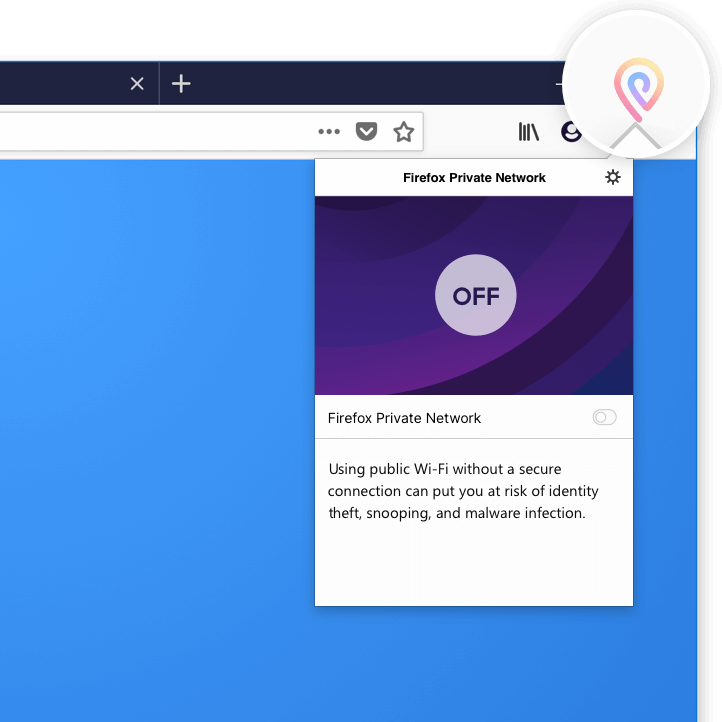 Firefox Private Network
OFF
Firefox Private Network
Using public Wi-Fi without a secure
connection can put you at risk of identity
theft, snooping, and malware infection.